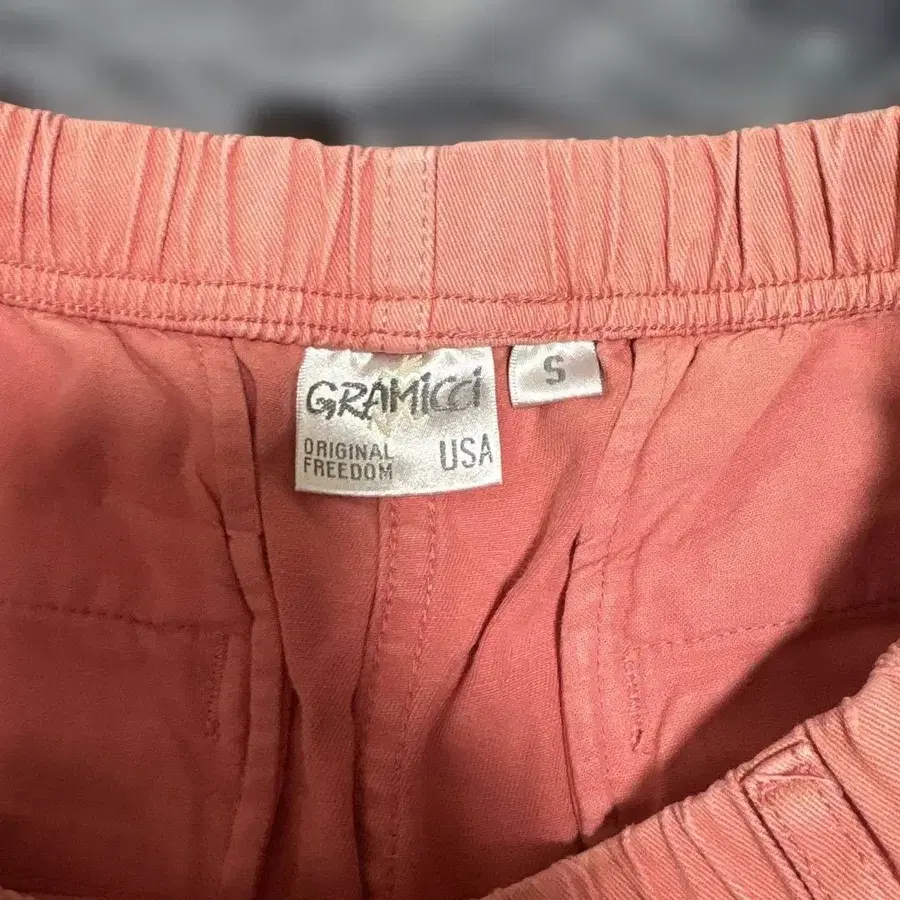 GRAMiCCi
ORIGINAL
FREEDOM
USA
S